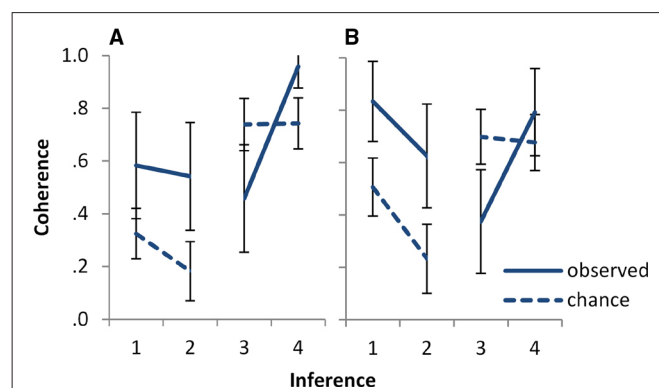 A B
1.0
.8
.6
.4
.2
.0
Coherence
observed
chance
1 2 3 4 1 2 3 4
Inference